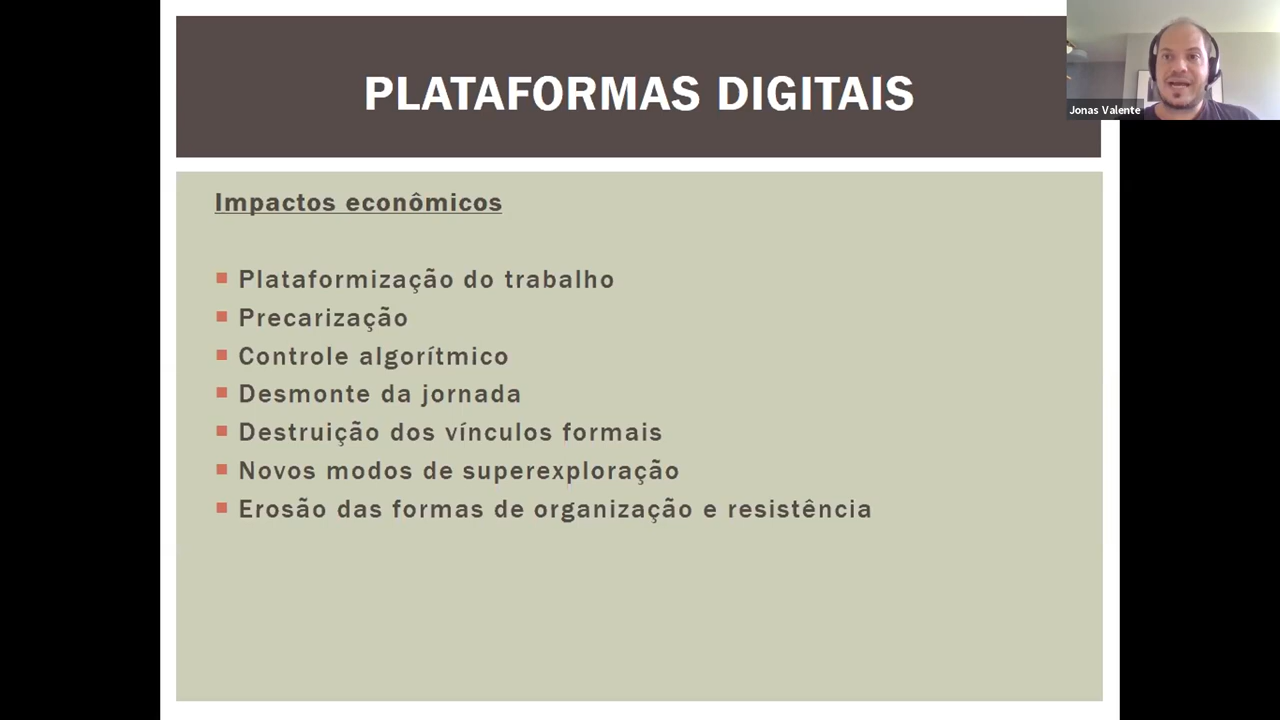 PLATAFORMAS DIGITAIS
Jonas Valente
Impactos econômicos
Plataformização do trabalho
Precarização
Controle algorítmico
Desmonte da jornada
Destruição dos vínculos formais
Novos modos de superexploração
Erosão das formas de organização e resistência